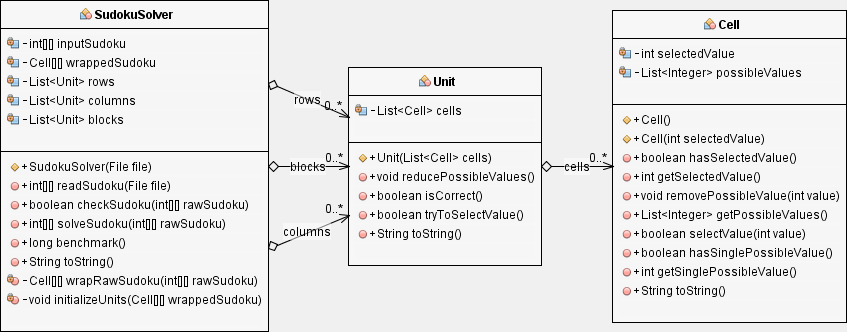 SudokuSolver
- int[][] inputSudoku
- Cell[][] wrappedSudoku
- List<Unit> rows
- List<Unit> columns
- List<Unit> blocks
+ SudokuSolver(File file)
+ int[][] readSudoku(File file)
+ boolean checkSudoku(int[][] rawSudoku)
+ int[][] solveSudoku(int[][] rawSudoku)
+ long benchmark()
+ String toString()
- Cell[][] wrapRawSudoku(int[][] rawSudoku)
- void initializeUnits(Cell[][] wrappedSudoku)
rows
0..*
blocks
0..*
columns
0..*
Unit
- List<Cell> cells
+ Unit(List<Cell> cells)
+ void reducePossibleValues()
+ boolean isCorrect()
+ boolean tryToSelectValue()
+ String toString()
cells
0..*
Cell
- int selectedValue
- List<Integer> possibleValues
+ Cell()
+ Cell(int selectedValue)
+ boolean hasSelectedValue()
+ int getSelectedValue()
+ void removePossibleValue(int value)
+ List<Integer> getPossibleValues()
+ boolean selectValue(int value)
+ boolean hasSinglePossibleValue()
+ int getSinglePossibleValue()
+ String toString()